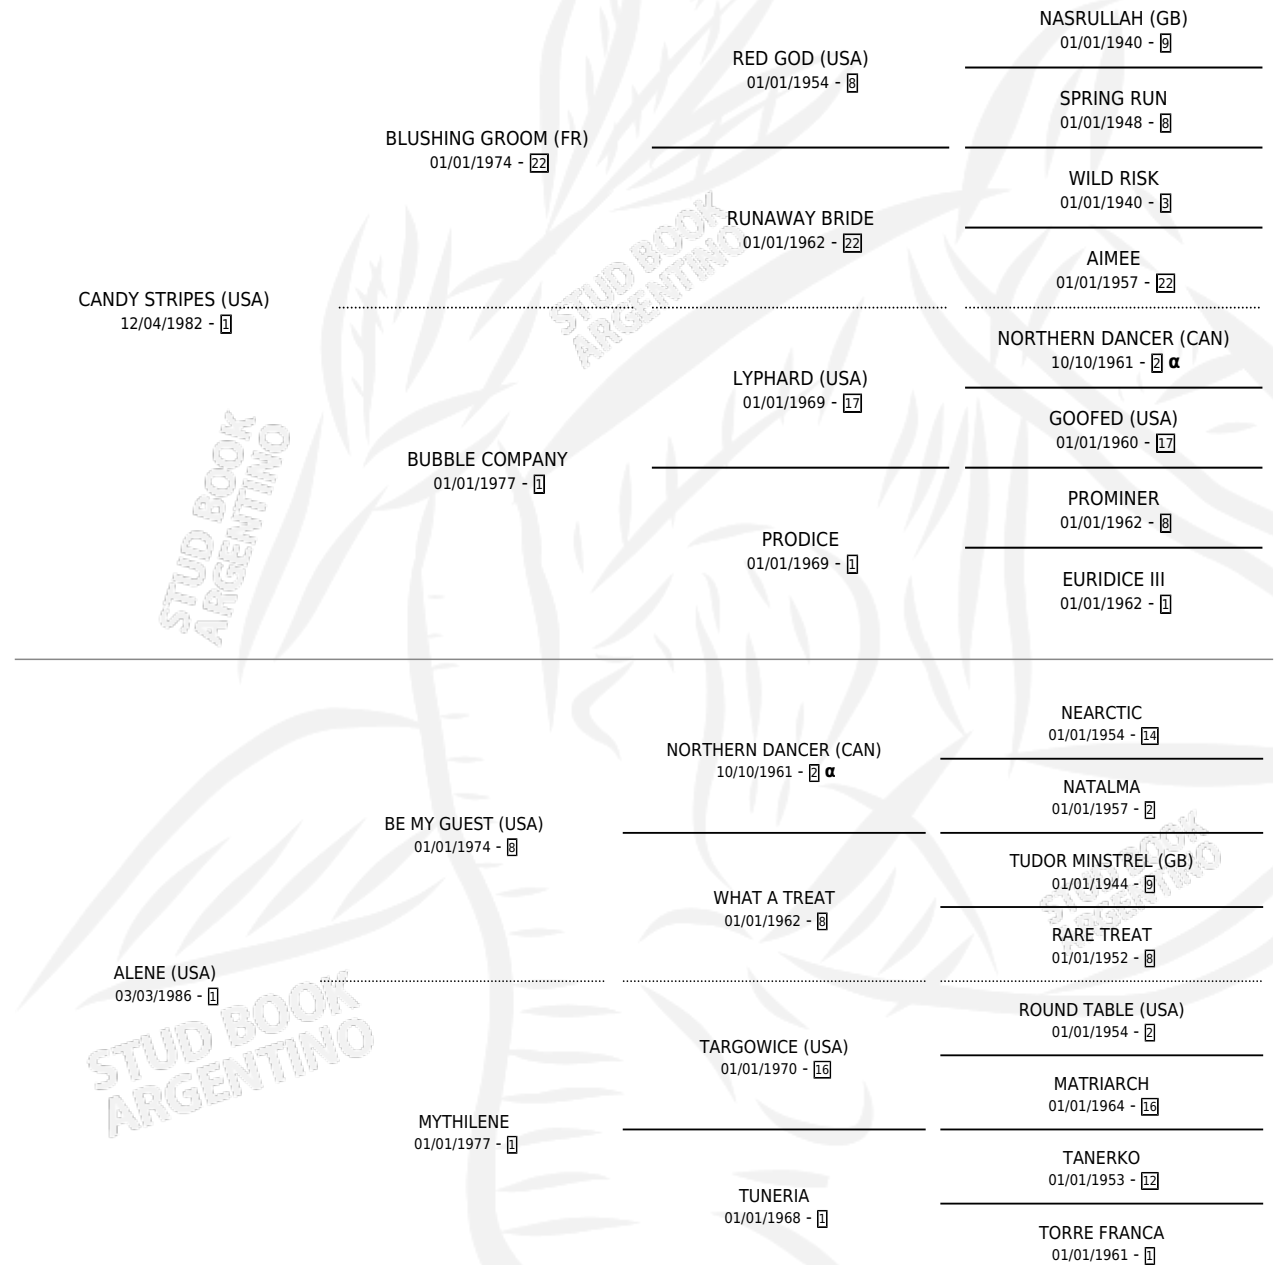 NASRULLAH (GB)
01/01/1940 - 9
RED GOD (USA)
01/01/1954 - 8
SPRING RUN
01/01/1948 - 8
BLUSHING GROOM (FR)
01/01/1974 - 22
WILD RISK
01/01/1940 - 3
RUNAWAY BRIDE
01/01/1962 - 22
AIMEE
01/01/1957 - 22
CANDY STRIPES (USA)
12/04/1982 - 1
NORTHERN DANCER (CAN)
10/10/1961 - 2 α
LYPHARD (USA)
01/01/1969 - 17
GOOFED (USA)
01/01/1960 - 17
BUBBLE COMPANY
01/01/1977 - 1
PROMINER
01/01/1962 - 8
PRODICE
01/01/1969 - 1
EURIDICE III
01/01/1962 - 1
NEARCTIC
01/01/1954 - 14
NORTHERN DANCER (CAN)
10/10/1961 - 2 α
NATALMA
01/01/1957 - 2
BE MY GUEST (USA)
01/01/1974 - 8
TUDOR MINSTREL (GB)
01/01/1944 - 9
WHAT A TREAT
01/01/1962 - 8
RARE TREAT
01/01/1952 - 8
ALENE (USA)
03/03/1986 - 1
ROUND TABLE (USA)
01/01/1954 - 2
TARGOWICE (USA)
01/01/1970 - 16
MATRIARCH
01/01/1964 - 16
MYTHILENE
01/01/1977 - 1
TANERKO
01/01/1953 - 12
TUNERIA
01/01/1968 - 1
TORRE FRANCA
01/01/1961 - 1
STUD BOOK
ARGENTINO
STUD BOOK
ARGENTINO
STUD BOOK
ARGENTINO
STUD BOOK
ARGENTINO